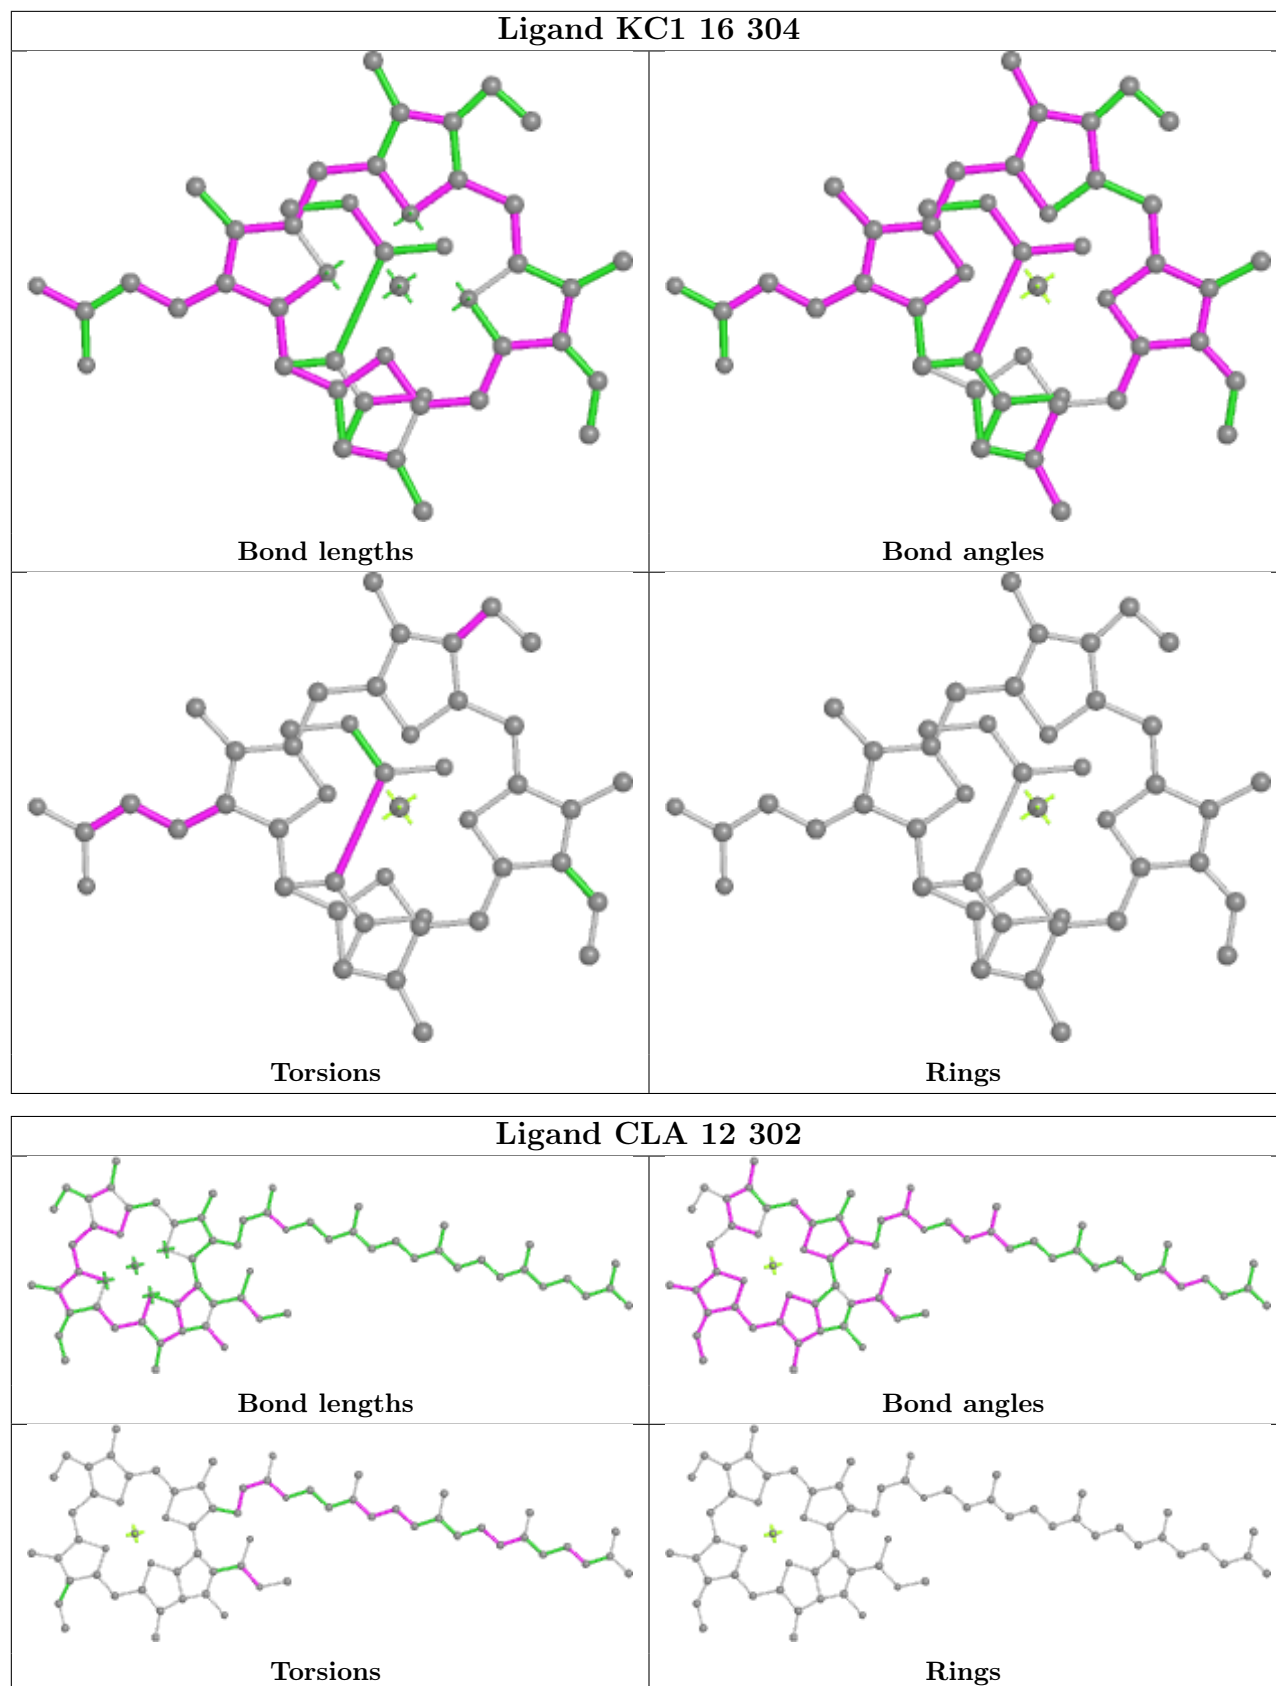 Ligand KC1 16 304
Bond lengths
Bond angles
Torsions
Rings
Ligand CLA 12 302
Bond lengths
Bond angles
Torsions
Rings